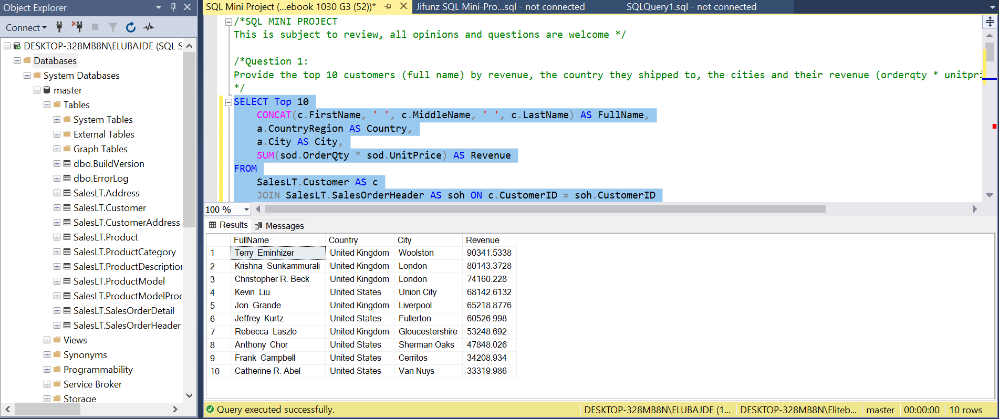 Object Explorer
Connect
DESKTOP-328MB8N\ELUBAJDE (SQL S
Databases
System Databases
master
Tables
System Tables
External Tables
Graph Tables
dbo.BuildVersion
dbo.ErrorLog
SalesLT.Address
SalesLT.Customer
SalesLT.CustomerAddress
SalesLT.Product
SalesLT.ProductCategory
SalesLT.ProductDescription
SalesLT.ProductModel
SalesLT.ProductModelProd
SalesLT.SalesOrderDetail
SalesLT.SalesOrderHeader
Views
Synonyms
Programmability
Service Broker
Storage
SQL Mini Project (...ebook 1030 G3 (52))* Jifunz SQL Mini-Pro...sql - not connected SQLQuery1.sql - not connected
/*SQL MINI PROJECT
This is subject to review, all opinions and questions are welcome */
/*Question 1:
Provide the top 10 customers (full name) by revenue, the country they shipped to, the cities and their revenue (orderqty * unitpri
*/
SELECT Top 10
CONCAT(c.FirstName, ' ', c.MiddleName, ' ', c.LastName) AS FullName,
a.CountryRegion AS Country,
a.City AS City,
SUM(sod.OrderQty * sod.UnitPrice) AS Revenue
FROM
SalesLT.Customer AS c
JOIN SalesLT.SalesOrderHeader AS soh ON c.CustomerID = soh.CustomerID
100 %
Results Messages
FullName Country City Revenue
1 Terry Eminhizer United Kingdom Woolston 90341.5338
2 Krishna Sunkammurali United Kingdom London 80143.3728
3 Christopher R. Beck United Kingdom London 74160.228
4 Kevin Liu United States Union City 68142.6132
5 Jon Grande United Kingdom Liverpool 65218.8776
6 Jeffrey Kurtz United States Fullerton 60526.998
7 Rebecca Laszlo United Kingdom Gloucestershire 53248.692
8 Anthony Chor United States Sherman Oaks 47848.026
9 Frank Campbell United States Cerritos 34208.934
10 Catherine R. Abel United States Van Nuys 33319.986
Query executed successfully. DESKTOP-328MB8N\ELUBAJDE (1... DESKTOP-328MB8N\Eliteb... master 00:00:00 10 rows